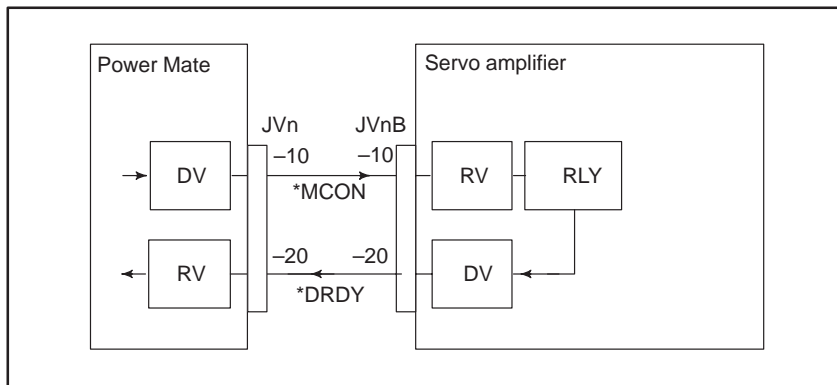 Power Mate
Servo amplifier
JVn
JVnB
–10
–10
DV
*MCON
RV
RLY
–20
–20
RV
*DRDY
DV